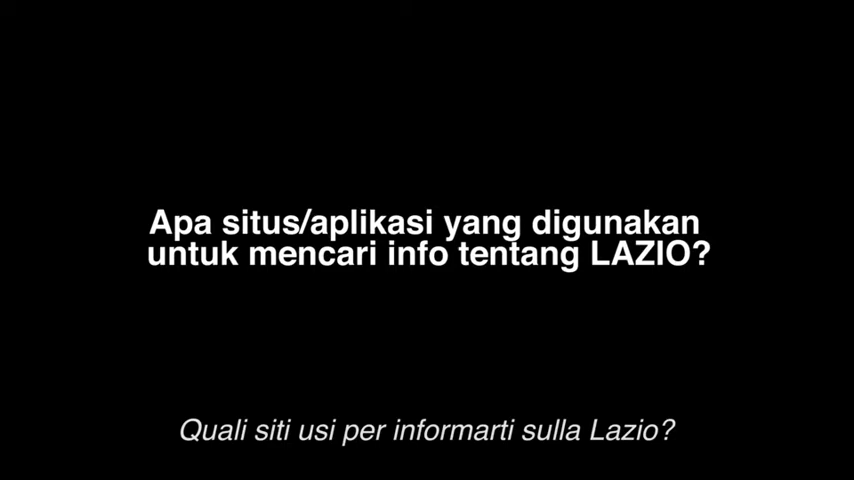 Apa situs/aplikasi yang digunakan
untuk mencari info tentang LAZIO?
Quali siti usi per informarti sulla Lazio?